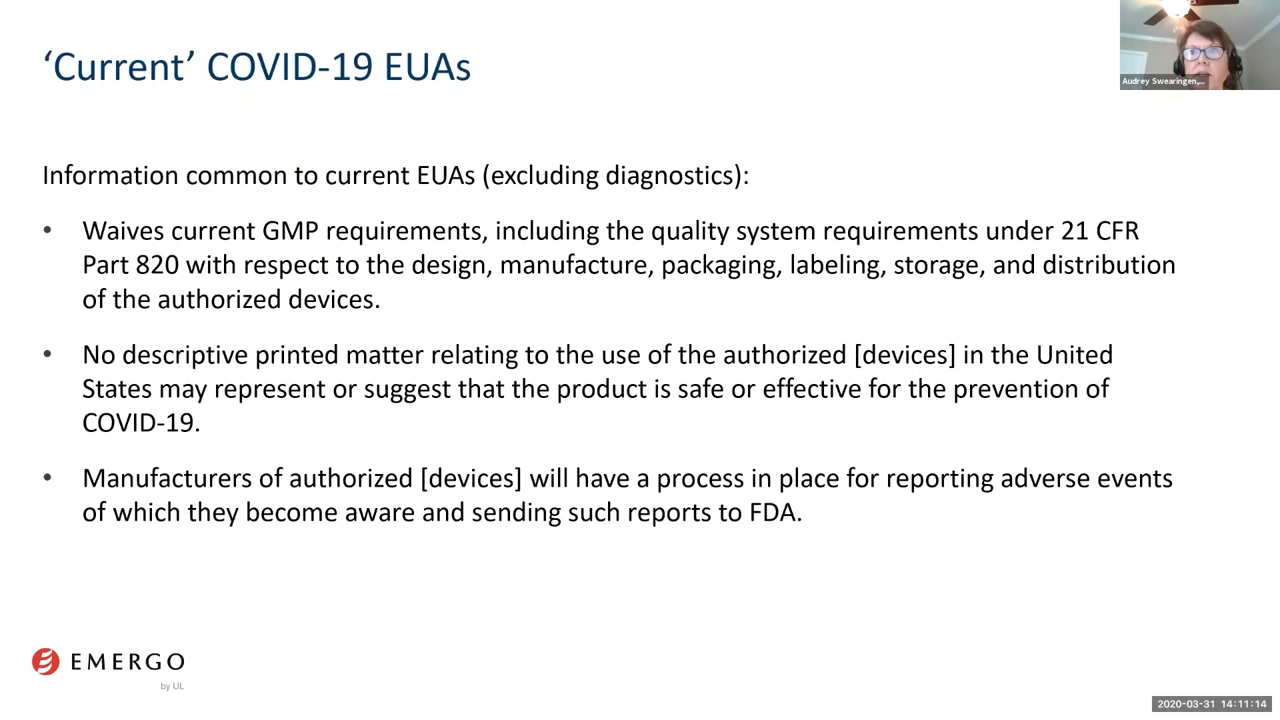 ‘Current’ COVID-19 EUAs
Audrey Swearingen,...
Information common to current EUAs (excluding diagnostics):
• Waives current GMP requirements, including the quality system requirements under 21 CFR
Part 820 with respect to the design, manufacture, packaging, labeling, storage, and distribution
of the authorized devices.
• No descriptive printed matter relating to the use of the authorized [devices] in the United
States may represent or suggest that the product is safe or effective for the prevention of
COVID-19.
• Manufacturers of authorized [devices] will have a process in place for reporting adverse events
of which they become aware and sending such reports to FDA.
EMERGO
by UL
2020-03-31 14:11:14